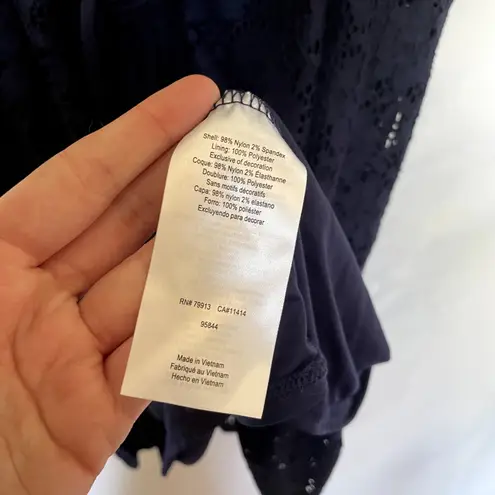 Shell: 98% Nylon 2% Spandex
Lining: 100% Polyester
Exclusive of decoration
Coque: 98% Nylon 2% Élasthanne
Doublure: 100% Polyester
Sans motifs décoratifs
Capa: 98% nylon 2% elastano
Forro: 100% poliéster
Excluyendo para decorar
RN# 79913 CA#11414
95844
Made in Vietnam
Fabriqué au Vietnam
Hecho en Vietnam